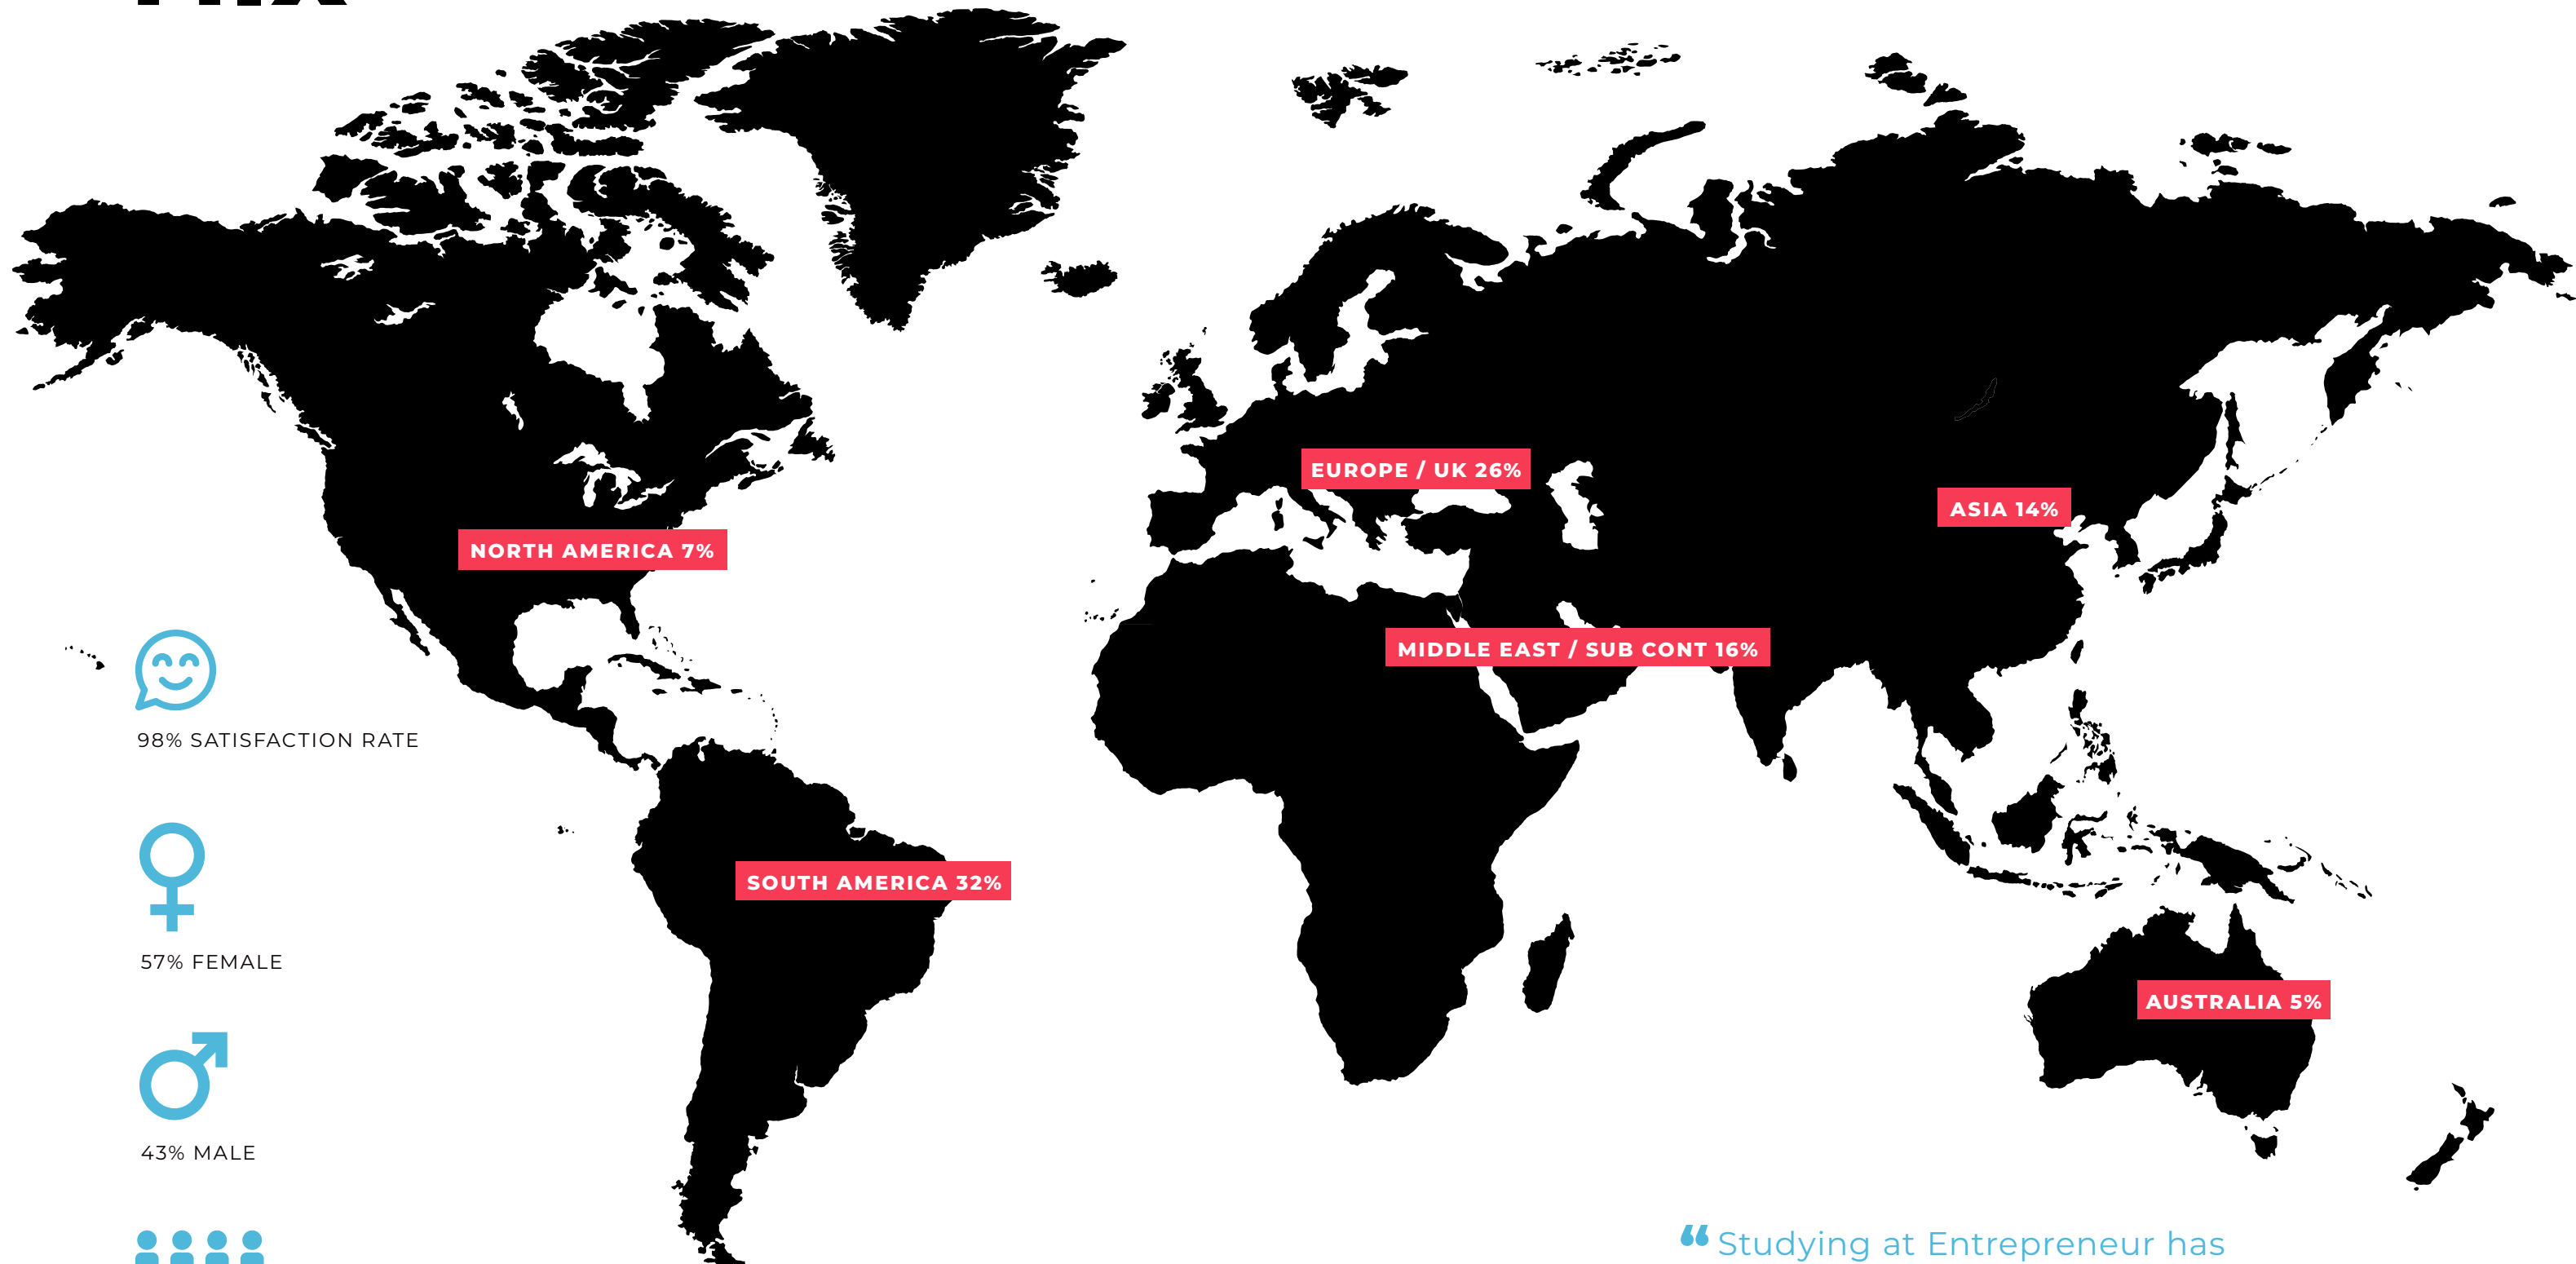 EUROPE / UK 26%
ASIA 14%
NORTH AMERICA 7%
MIDDLE EAST / SUB CONT 16%
98% SATISFACTION RATE
SOUTH AMERICA 32%
57% FEMALE
AUSTRALIA 5%
43% MALE
“ Studying at Entrepreneur has